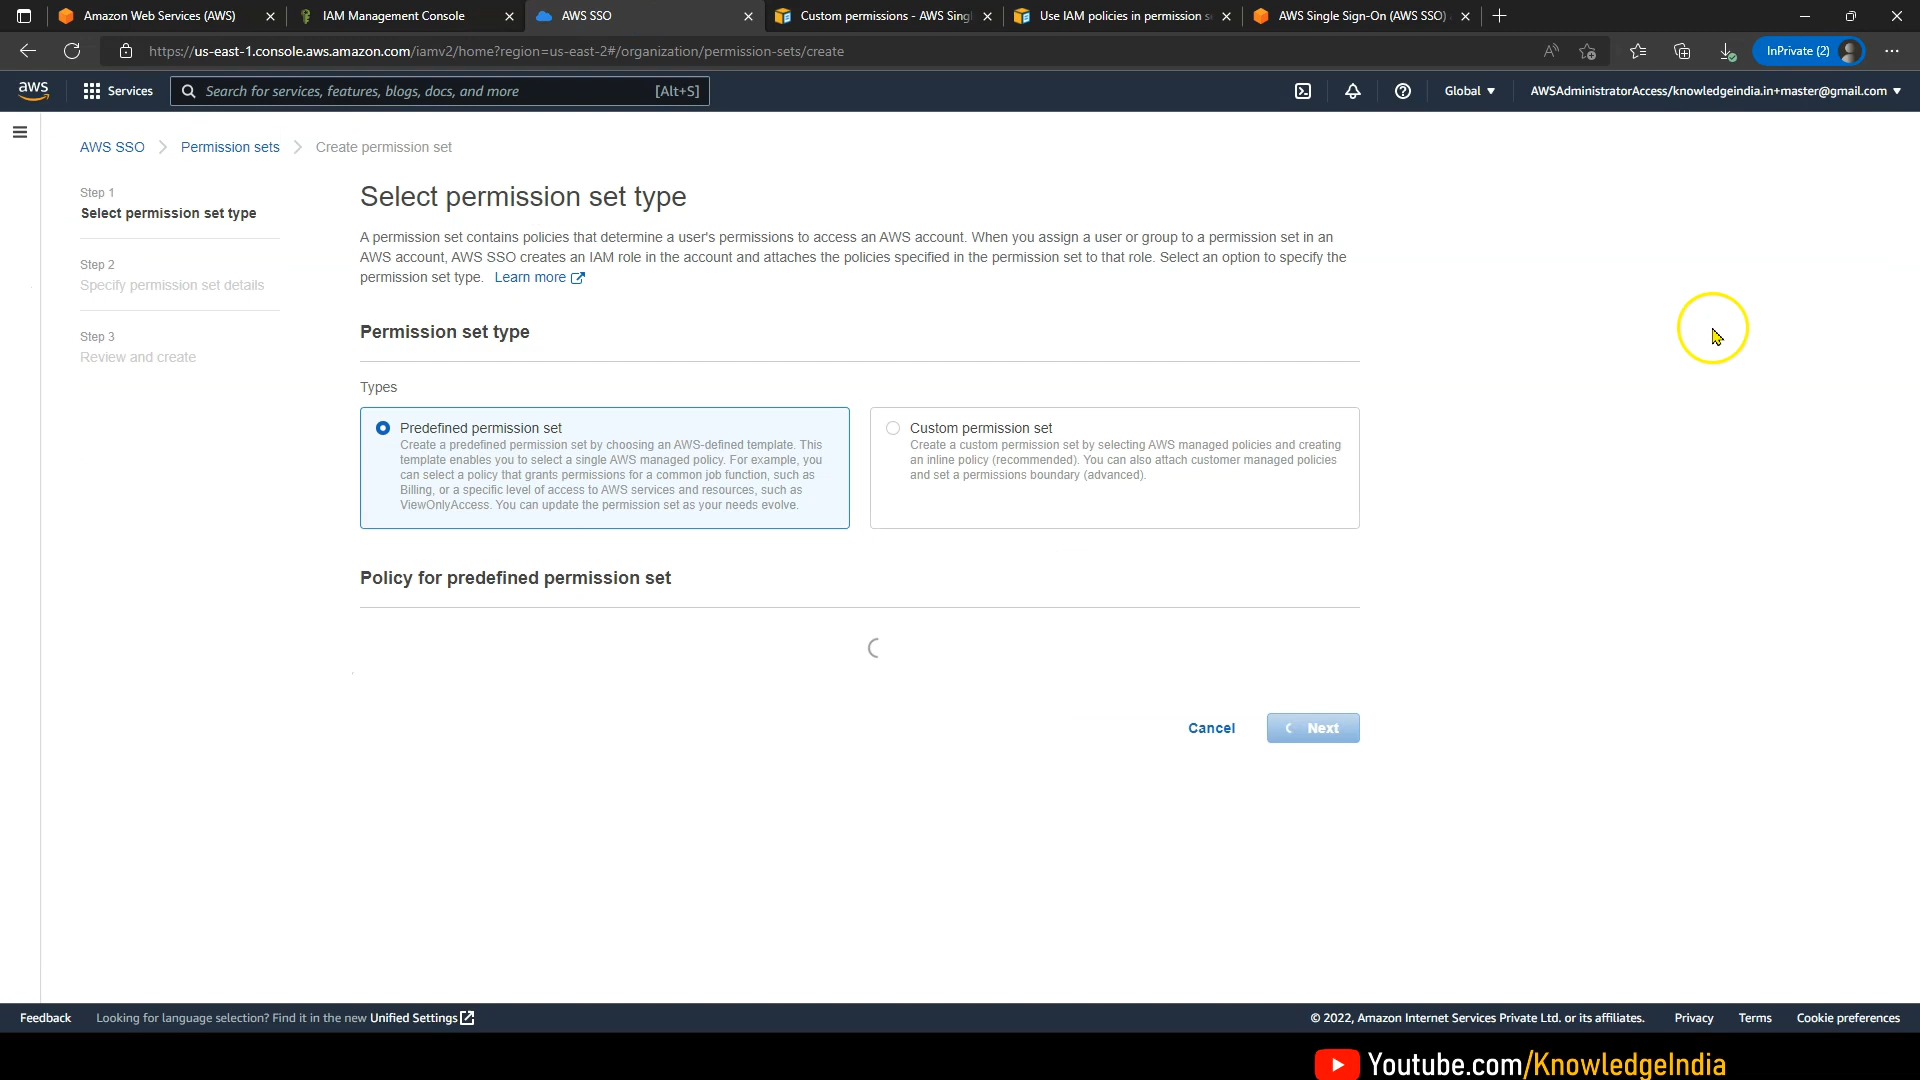 Amazon Web Services (AWS)
IAM Management Console
AWS SSO
Custom permissions - AWS Singl
Use IAM policies in permission s
AWS Single Sign-On (AWS SSO)
https://us-east-1.console.aws.amazon.com/iamv2/home?region=us-east-2#/organization/permission-sets/create
InPrivate (2)
aws
Services
Search for services, features, blogs, docs, and more
[Alt+S]
Global
AWSAdministratorAccess/knowledgeindia.in+master@gmail.com
AWS SSO
Permission sets
Create permission set
Step 1
Select permission set type
Step 2
Specify permission set details
Step 3
Review and create
Select permission set type
A permission set contains policies that determine a user's permissions to access an AWS account. When you assign a user or group to a permission set in an
AWS account, AWS SSO creates an IAM role in the account and attaches the policies specified in the permission set to that role. Select an option to specify the
permission set type. Learn more
Permission set type
Types
Predefined permission set
Create a predefined permission set by choosing an AWS-defined template. This
template enables you to select a single AWS managed policy. For example, you
can select a policy that grants permissions for a common job function, such as
Billing, or a specific level of access to AWS services and resources, such as
ViewOnlyAccess. You can update the permission set as your needs evolve.
Custom permission set
Create a custom permission set by selecting AWS managed policies and creating
an inline policy (recommended). You can also attach customer managed policies
and set a permissions boundary (advanced).
Policy for predefined permission set
Cancel
Next
Feedback
Looking for language selection? Find it in the new Unified Settings
© 2022, Amazon Internet Services Private Ltd. or its affiliates.
Privacy
Terms
Cookie preferences
Youtube.com/KnowledgeIndia